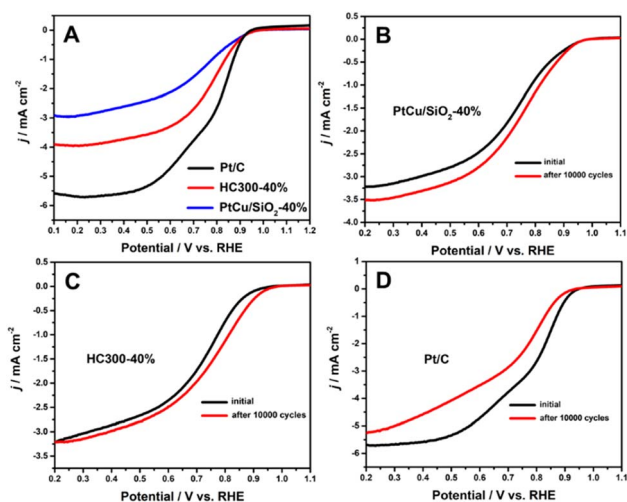 A
j / mA cm-2
0
-1
-2
-3
-4
-5
-6
Pt/C
HC300-40%
PtCu/SiO2-40%
0.1 0.2 0.3 0.4 0.5 0.6 0.7 0.8 0.9 1.0 1.1 1.2
Potential / V vs. RHE
B
j / mA cm-2
0.0
-0.5
-1.0
-1.5
-2.0
-2.5
-3.0
-3.5
PtCu/SiO2-40%
initial
after 10000 cycles
0.2 0.3 0.4 0.5 0.6 0.7 0.8 0.9 1.0 1.1
Potential / V vs. RHE
C
j / mA cm-2
0.5
0.0
-0.5
-1.0
-1.5
-2.0
-2.5
-3.0
-3.5
HC300-40%
initial
after 10000 cycles
0.2 0.3 0.4 0.5 0.6 0.7 0.8 0.9 1.0 1.1
Potential / V vs. RHE
D
j / mA cm-2
1
0
-1
-2
-3
-4
-5
-6
Pt/C
initial
after 10000 cycles
0.2 0.3 0.4 0.5 0.6 0.7 0.8 0.9 1.0 1.1
Potential / V vs. RHE